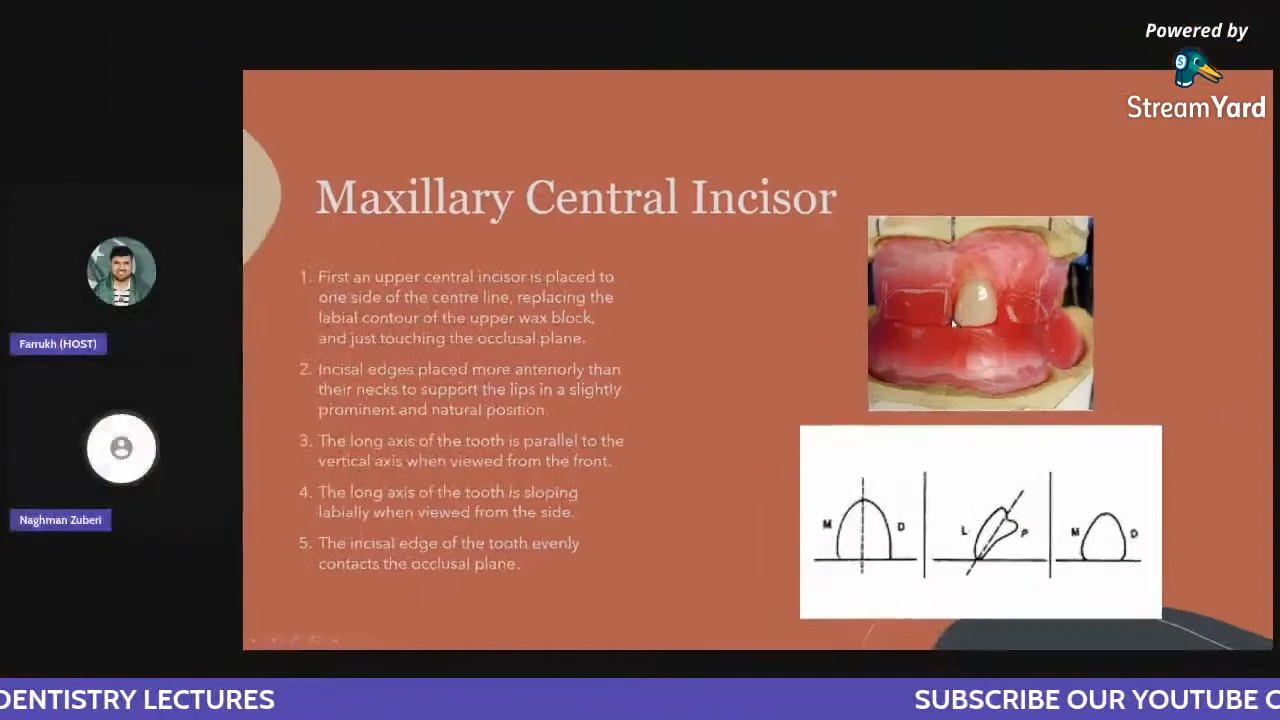 Powered by
StreamYard
Maxillary Central Incisor
1. First an upper central incisor is placed to
one side of the centre line, replacing the
labial contour of the upper wax block,
and just touching the occlusal plane.
2. Incisal edges placed more anteriorly than
their necks to support the lips in a slightly
prominent and natural position
3. The long axis of the tooth is parallel to the
vertical axis when viewed from the front.
4. The long axis of the tooth is sloping
labially when viewed from the side.
5. The incisal edge of the tooth evenly
contacts the occlusal plane.
M D L P M D
Farrukh (HOST)
Naghman Zuberi
DENTISTRY LECTURES
SUBSCRIBE OUR YOUTUBE C